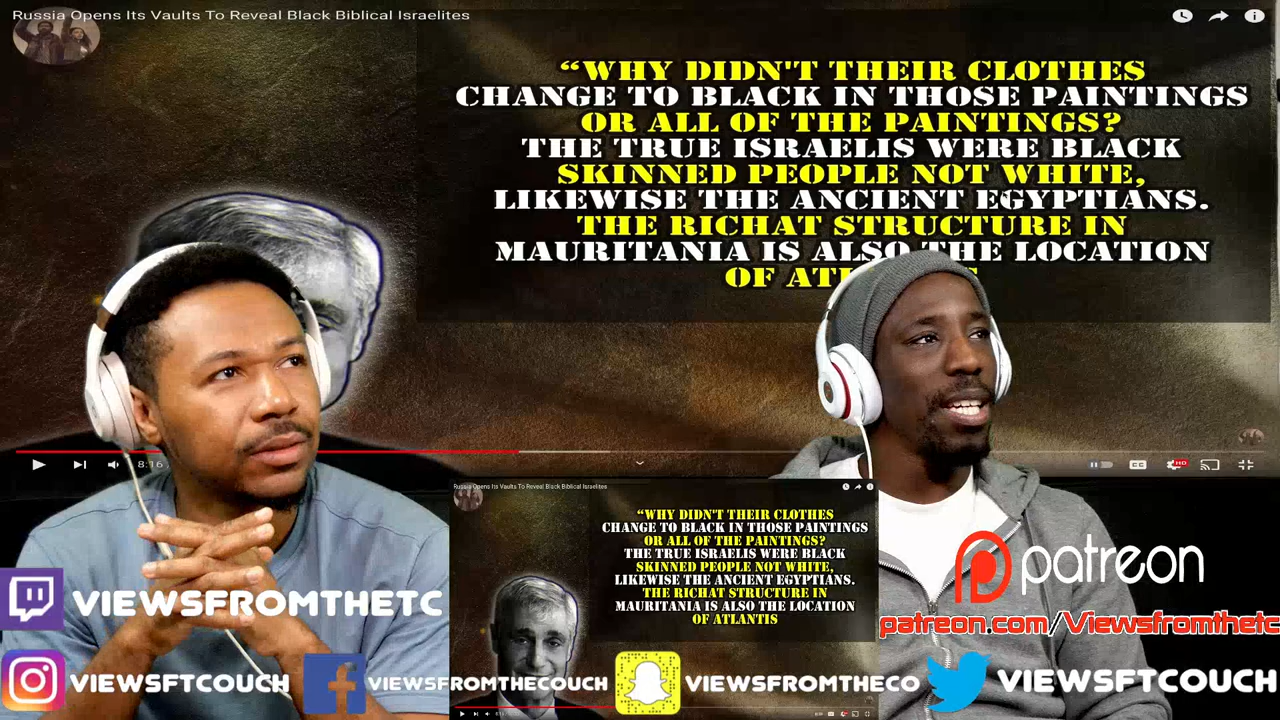 Russia Opens Its Vaults To Reveal Black Biblical Israelites
“WHY DIDN'T THEIR CLOTHES
CHANGE TO BLACK IN THOSE PAINTINGS
OR ALL OF THE PAINTINGS?
THE TRUE ISRAELIS WERE BLACK
SKINNED PEOPLE NOT WHITE,
LIKEWISE THE ANCIENT EGYPTIANS.
THE RICHAT STRUCTURE IN
MAURITANIA IS ALSO THE LOCATION
OF
8:16
CC
HD
Russia Opens Its Vaults To Reveal Black Biblical Israelites
“WHY DIDN'T THEIR CLOTHES
CHANGE TO BLACK IN THOSE PAINTINGS
OR ALL OF THE PAINTINGS?
THE TRUE ISRAELIS WERE BLACK
SKINNED PEOPLE NOT WHITE,
LIKEWISE THE ANCIENT EGYPTIANS.
THE RICHAT STRUCTURE IN
MAURITANIA IS ALSO THE LOCATION
OF ATLANTIS
patreon
patreon.com/Viewsfromthetc
VIEWSFROMTHETC
VIEWSFTCOUCH
VIEWSFROMTHECOUCH
VIEWSFROMTHECO
VIEWSFTCOUCH